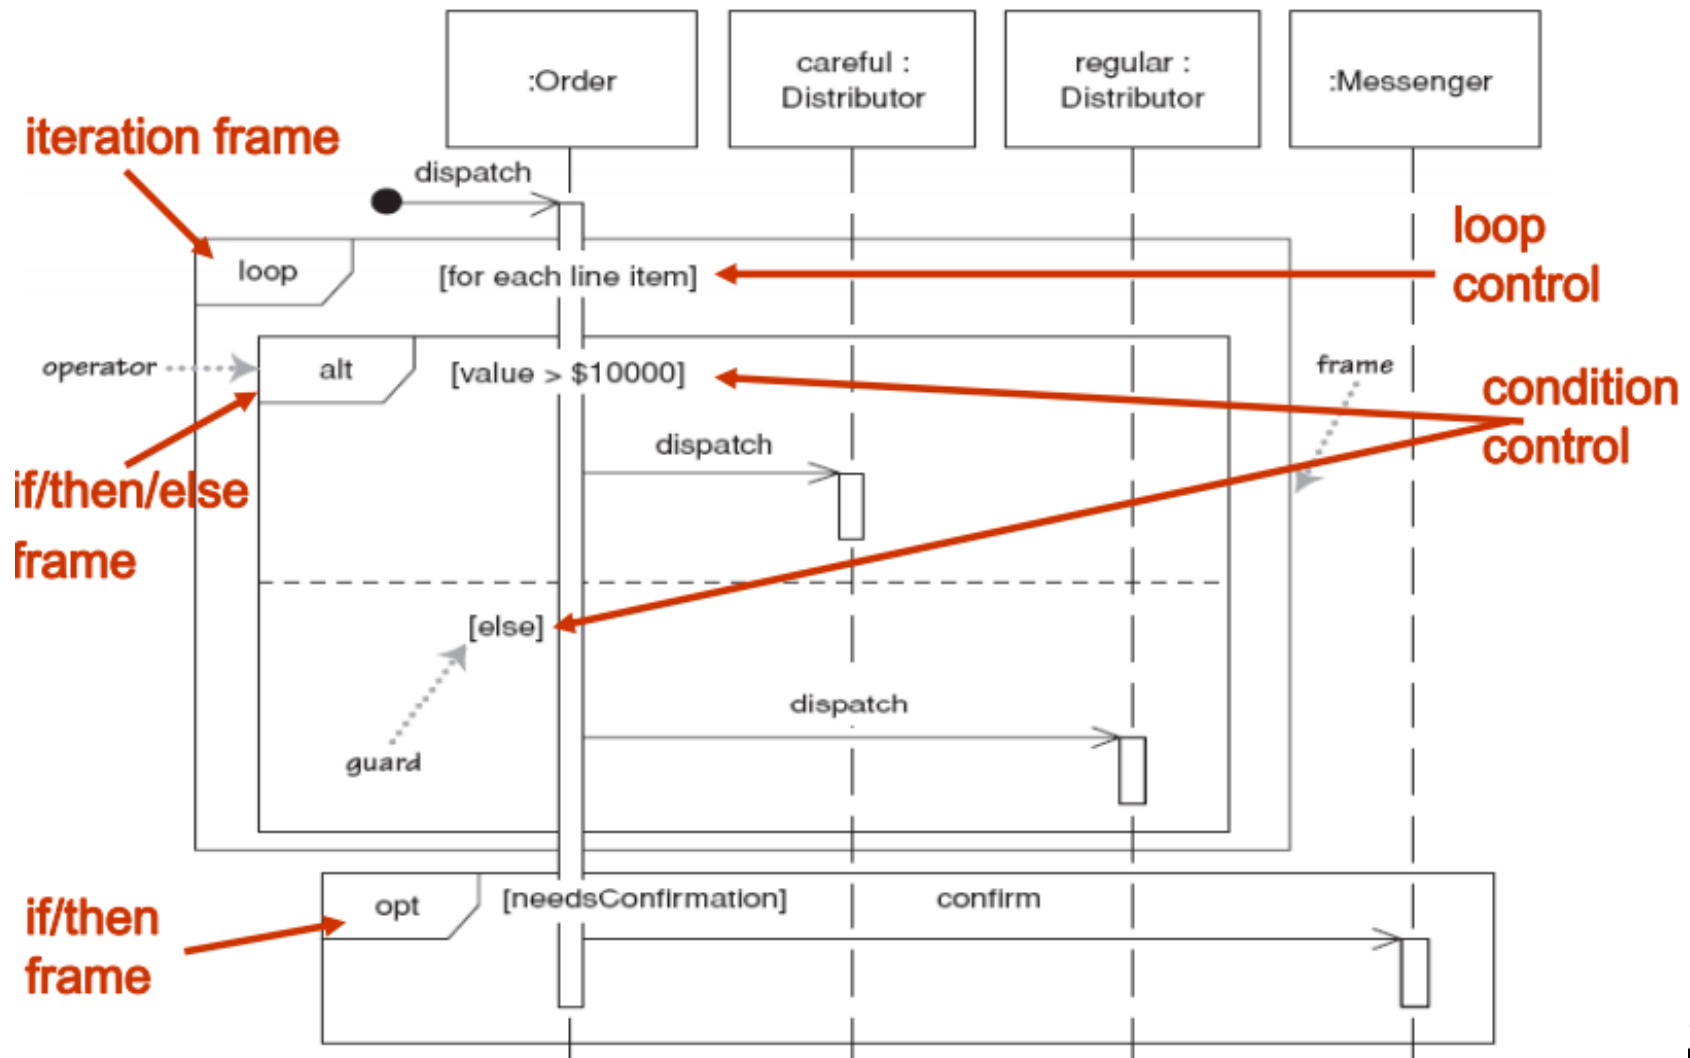 :Order
careful :
Distributor
regular :
Distributor
:Messenger
iteration frame
dispatch
loop
control
loop
[for each line item]
operator
alt
[value > $10000]
frame
condition
control
dispatch
if/then/else
frame
[else]
dispatch
guard
if/then
frame
opt
[needsConfirmation]
confirm